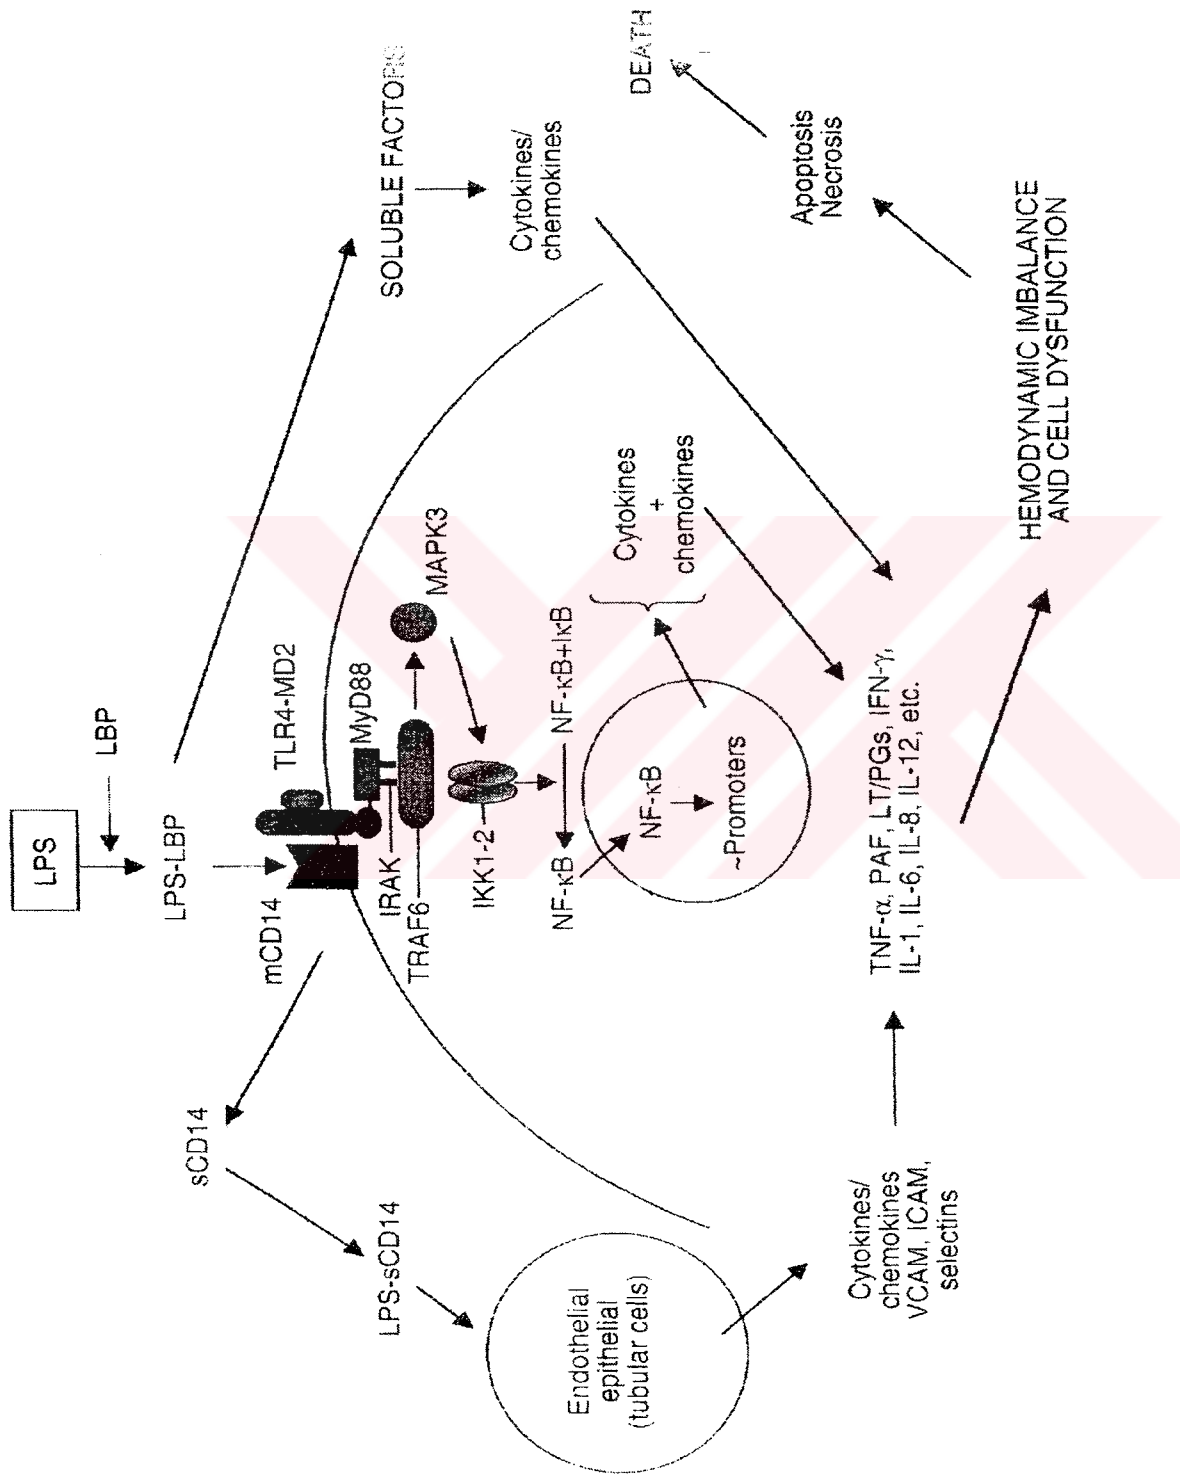 LPS
LBP
LPS-LBP
mCD14
TLR4-MD2
MyD88
IRAK
TRAF6
MAPK3
IKK1-2
NF-κB
NF-κB+IκB
NF-κB
~Promoters
Cytokines
+
chemokines
SOLUBLE FACTORS
Cytokines/
chemokines
sCD14
LPS-sCD14
Endothelial
epithelial
(tubular cells)
Cytokines/
chemokines
VCAM, ICAM,
selectins
TNF-α, PAF, LT/PGs, IFN-γ,
IL-1, IL-6, IL-8, IL-12, etc.
HEMODYNAMIC IMBALANCE
AND CELL DYSFUNCTION
Apoptosis
Necrosis
DEATH